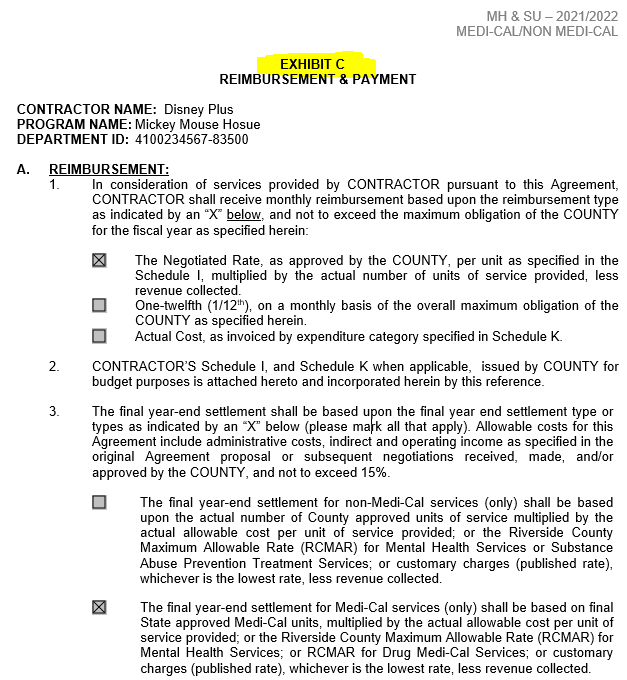 MH & SU – 2021/2022
MEDI-CAL/NON MEDI-CAL
EXHIBIT C
REIMBURSEMENT & PAYMENT
CONTRACTOR NAME: Disney Plus
PROGRAM NAME: Mickey Mouse Hosue
DEPARTMENT ID: 4100234567-83500
A. REIMBURSEMENT:
1. In consideration of services provided by CONTRACTOR pursuant to this Agreement,
CONTRACTOR shall receive monthly reimbursement based upon the reimbursement type
as indicated by an “X” below, and not to exceed the maximum obligation of the COUNTY
for the fiscal year as specified herein:
☒ The Negotiated Rate, as approved by the COUNTY, per unit as specified in the
Schedule I, multiplied by the actual number of units of service provided, less
revenue collected.
☐ One-twelfth (1/12th), on a monthly basis of the overall maximum obligation of the
COUNTY as specified herein.
☐ Actual Cost, as invoiced by expenditure category specified in Schedule K.
2. CONTRACTOR’S Schedule I, and Schedule K when applicable, issued by COUNTY for
budget purposes is attached hereto and incorporated herein by this reference.
3. The final year-end settlement shall be based upon the final year end settlement type or
types as indicated by an “X” below (please mark all that apply). Allowable costs for this
Agreement include administrative costs, indirect and operating income as specified in the
original Agreement proposal or subsequent negotiations received, made, and/or
approved by the COUNTY, and not to exceed 15%.
☐ The final year-end settlement for non-Medi-Cal services (only) shall be based
upon the actual number of County approved units of service multiplied by the
actual allowable cost per unit of service provided; or the Riverside County
Maximum Allowable Rate (RCMAR) for Mental Health Services or Substance
Abuse Prevention Treatment Services; or customary charges (published rate),
whichever is the lowest rate, less revenue collected.
☒ The final year-end settlement for Medi-Cal services (only) shall be based on final
State approved Medi-Cal units, multiplied by the actual allowable cost per unit of
service provided; or the Riverside County Maximum Allowable Rate (RCMAR) for
Mental Health Services; or RCMAR for Drug Medi-Cal Services; or customary
charges (published rate), whichever is the lowest rate, less revenue collected.